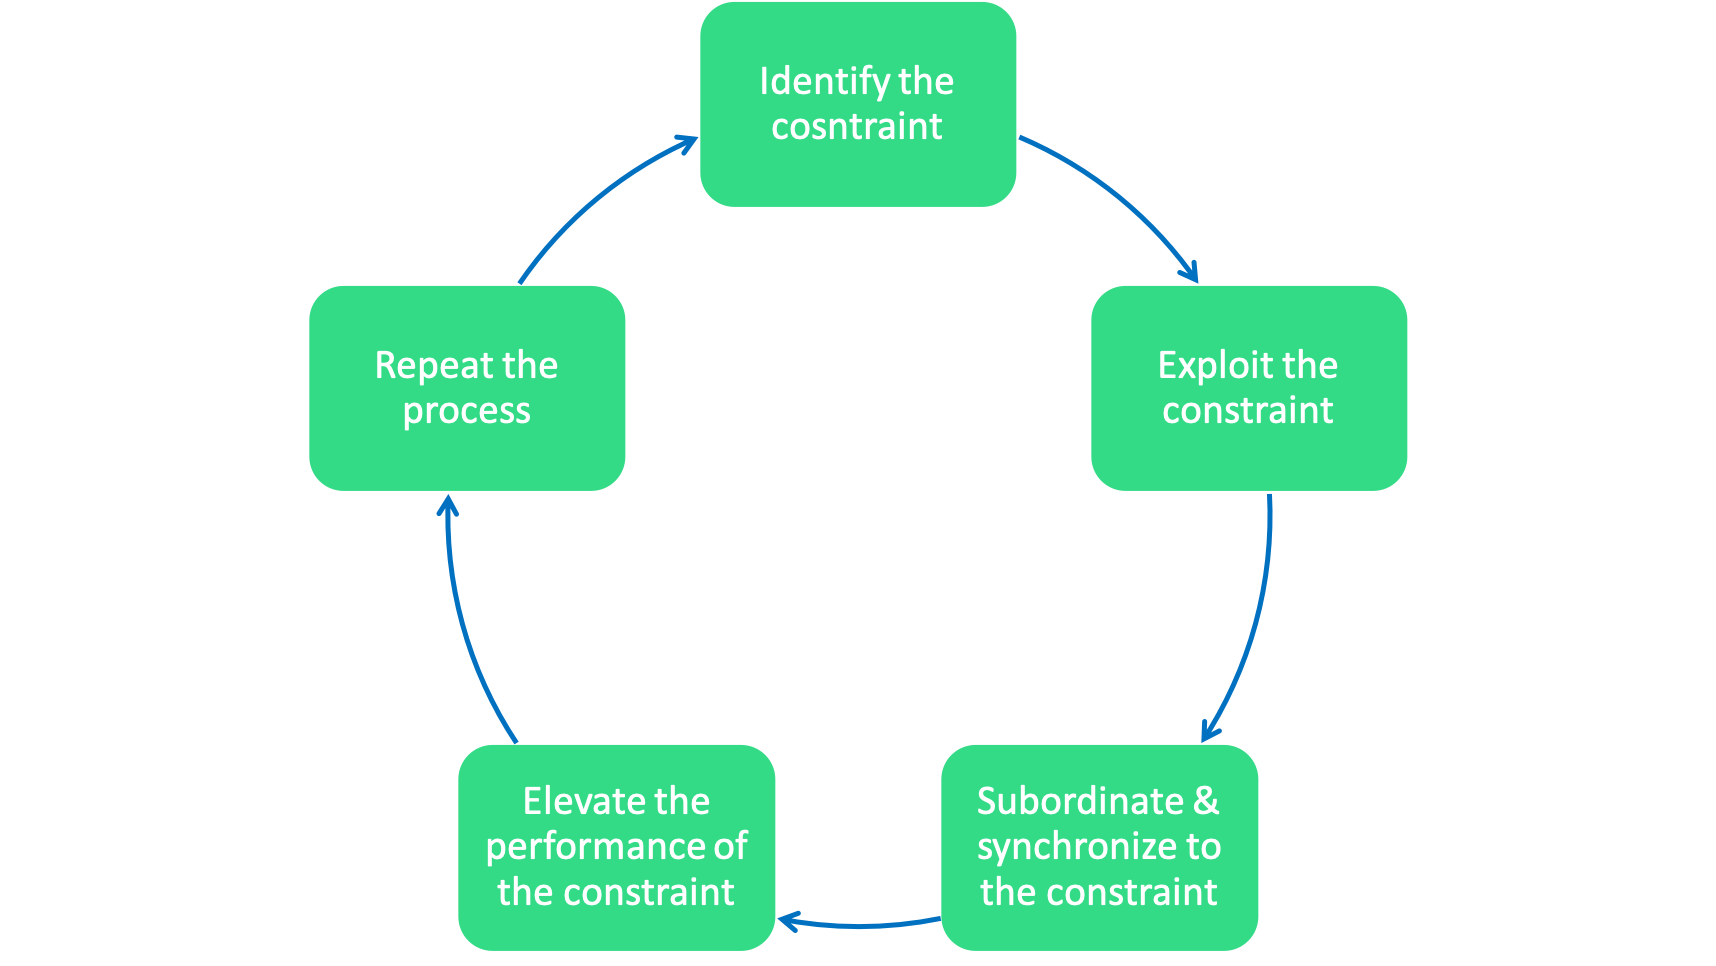 Identify the
cosntraint
Exploit the
constraint
Subordinate &
synchronize to
the constraint
Elevate the
performance of
the constraint
Repeat the
process